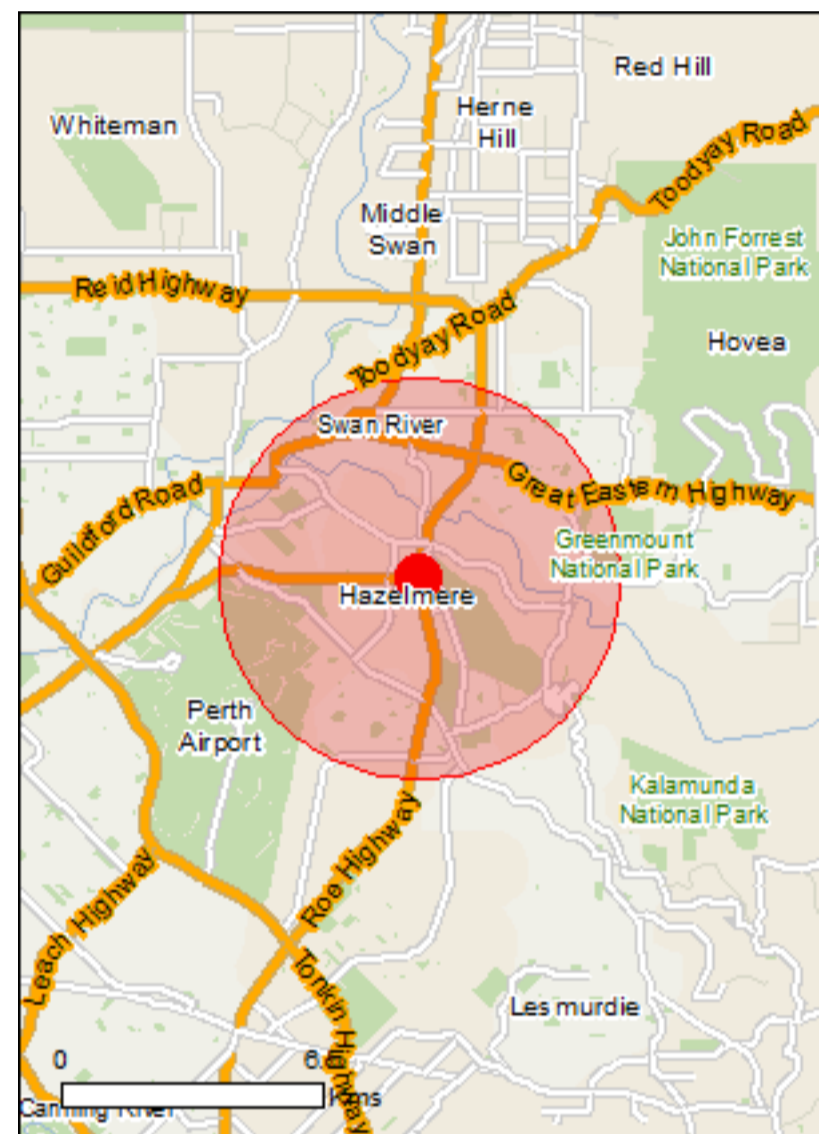 Red Hill
Herne
Hill
Whiteman
Toodyay Road
Middle
Swan
John Forrest
National Park
Reid Highway
Toodyay Road
Hovea
Swan River
Great Eastern Highway
Guildford Road
Greenmount
National Park
Hazelmere
Perth
Airport
Kalamunda
National Park
Roe Highway
Leach Highway
Tonkin Highway
Lesmurdie
0
Kms
Canning River